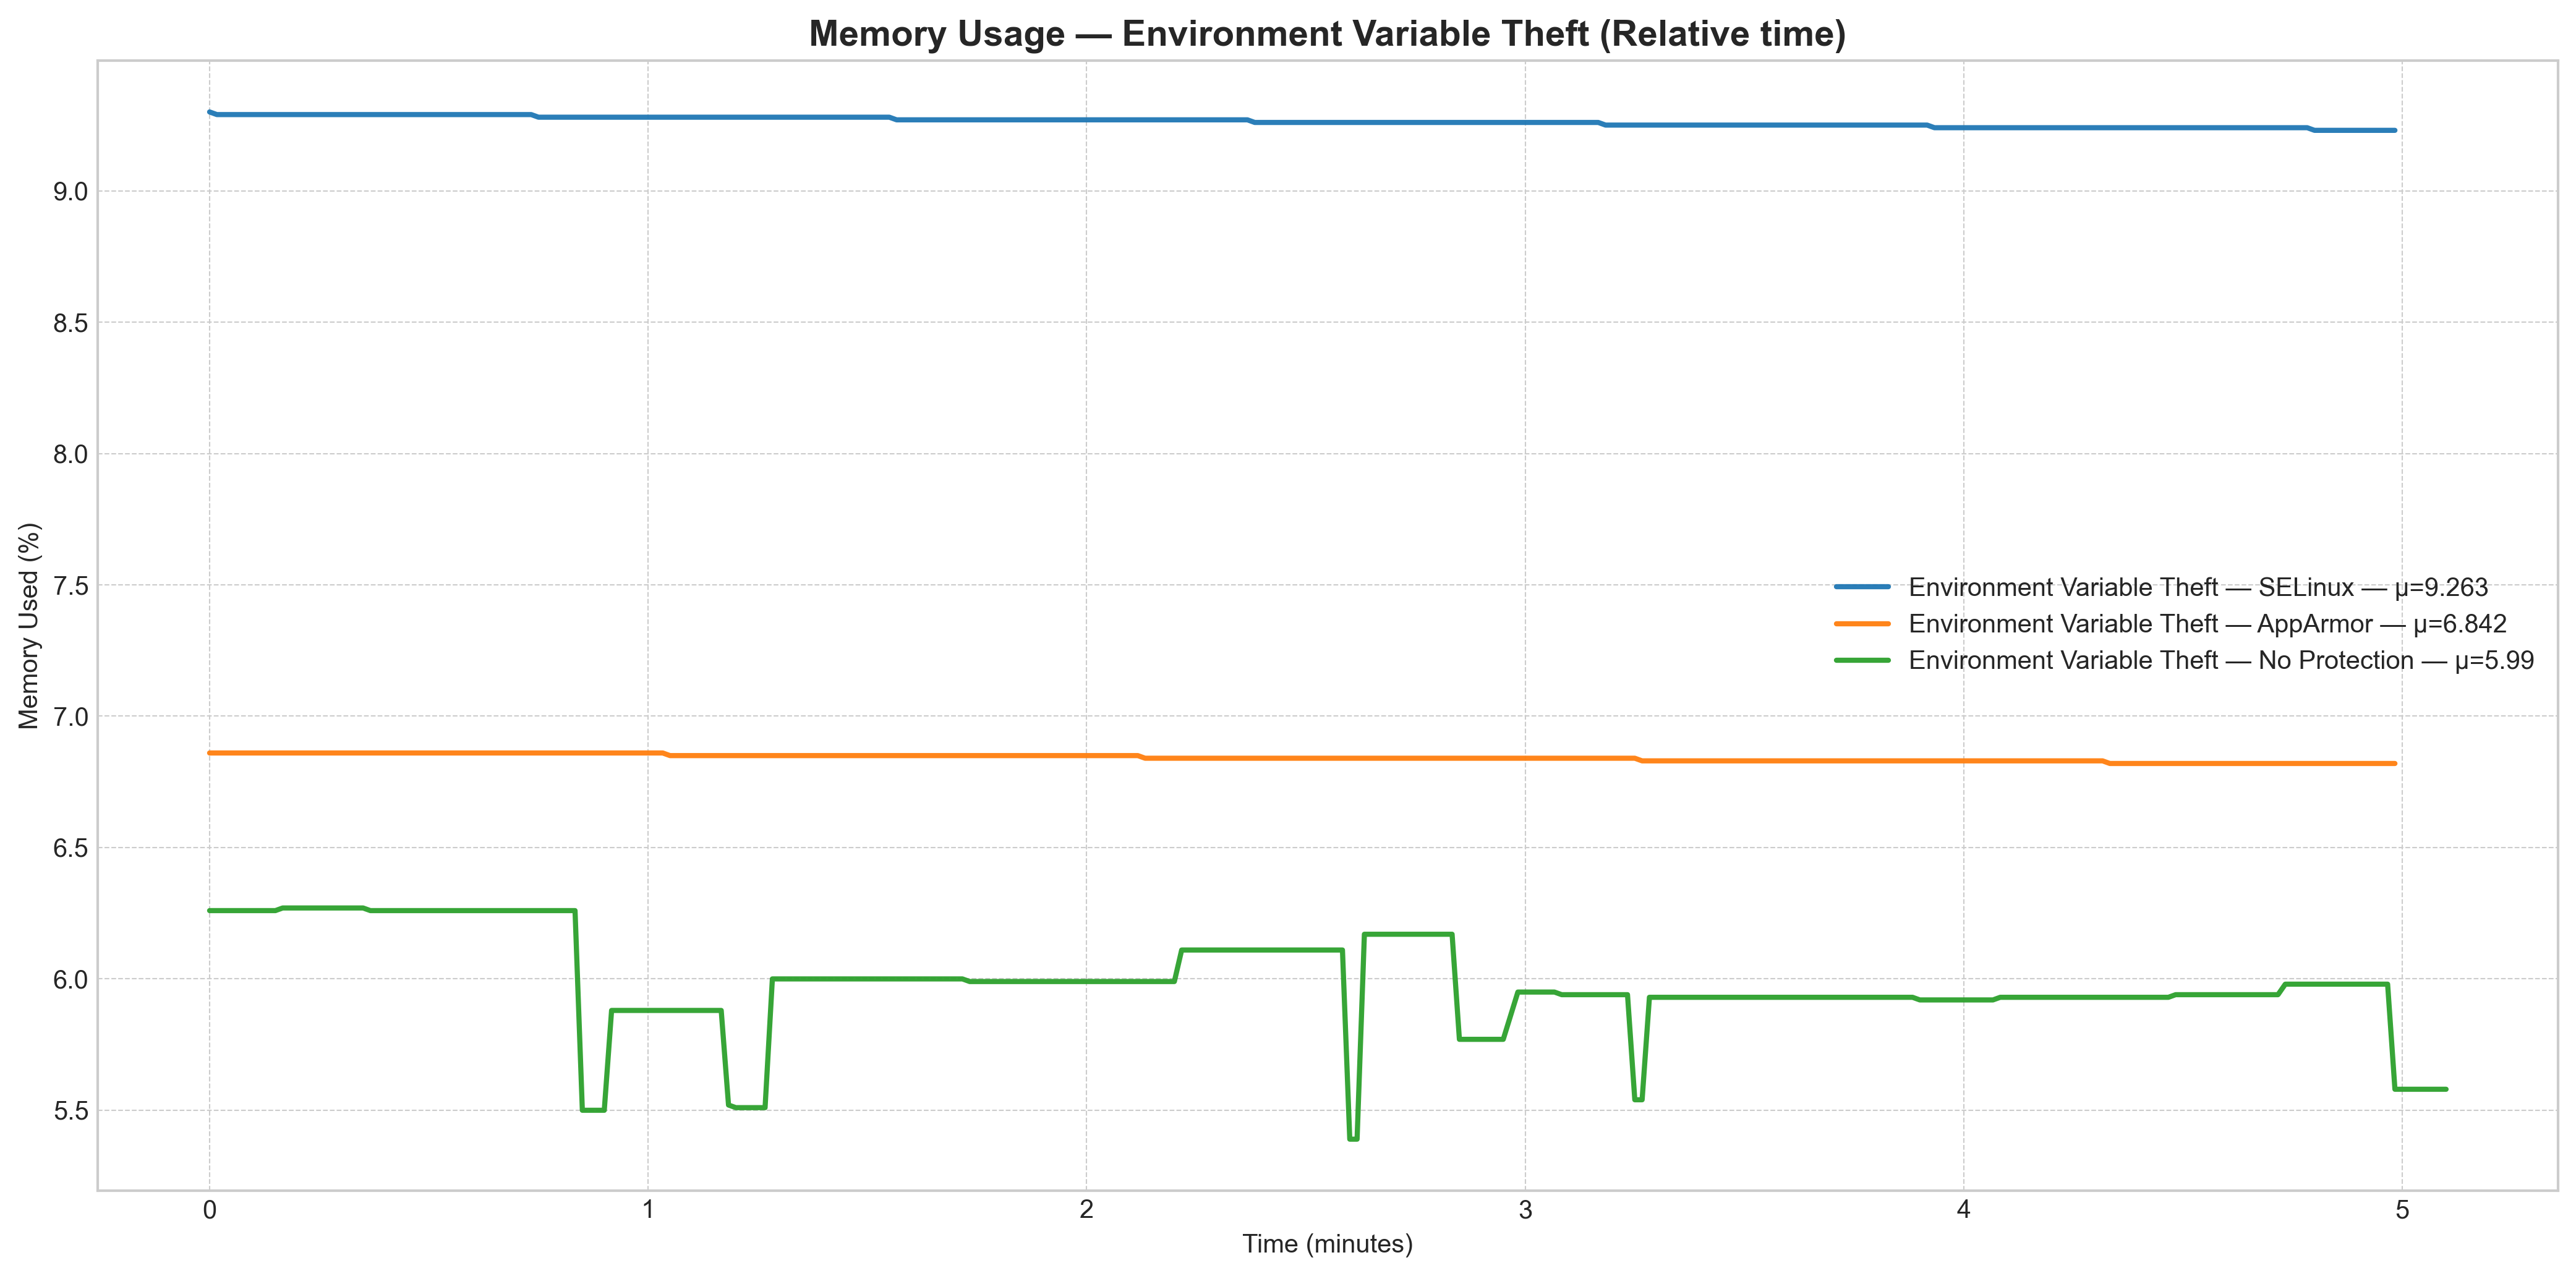 Memory Usage — Environment Variable Theft (Relative time)
Memory Used (%)
9.0
8.5
8.0
7.5
7.0
6.5
6.0
5.5
Environment Variable Theft — SELinux — µ=9.263
Environment Variable Theft — AppArmor — µ=6.842
Environment Variable Theft — No Protection — µ=5.99
0 1 2 3 4 5
Time (minutes)